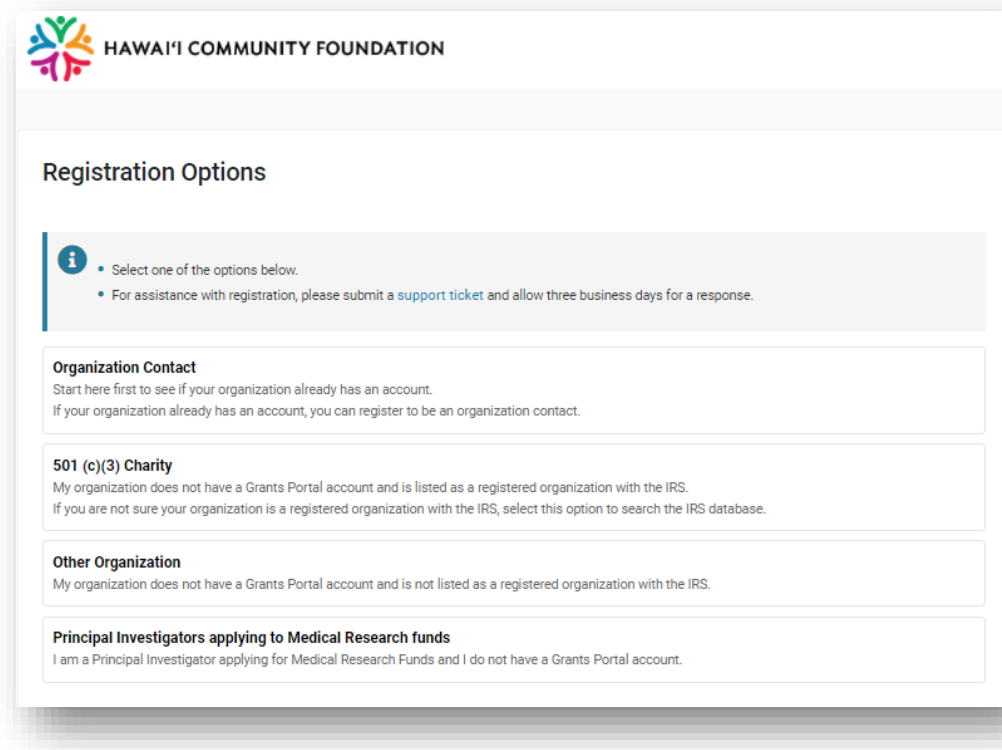 HAWAIʻI COMMUNITY FOUNDATION
Registration Options
Select one of the options below.
For assistance with registration, please submit a support ticket and allow three business days for a response.
Organization Contact
Start here first to see if your organization already has an account.
If your organization already has an account, you can register to be an organization contact.
501 (c)(3) Charity
My organization does not have a Grants Portal account and is listed as a registered organization with the IRS.
If you are not sure your organization is a registered organization with the IRS, select this option to search the IRS database.
Other Organization
My organization does not have a Grants Portal account and is not listed as a registered organization with the IRS.
Principal Investigators applying to Medical Research funds
I am a Principal Investigator applying for Medical Research Funds and I do not have a Grants Portal account.